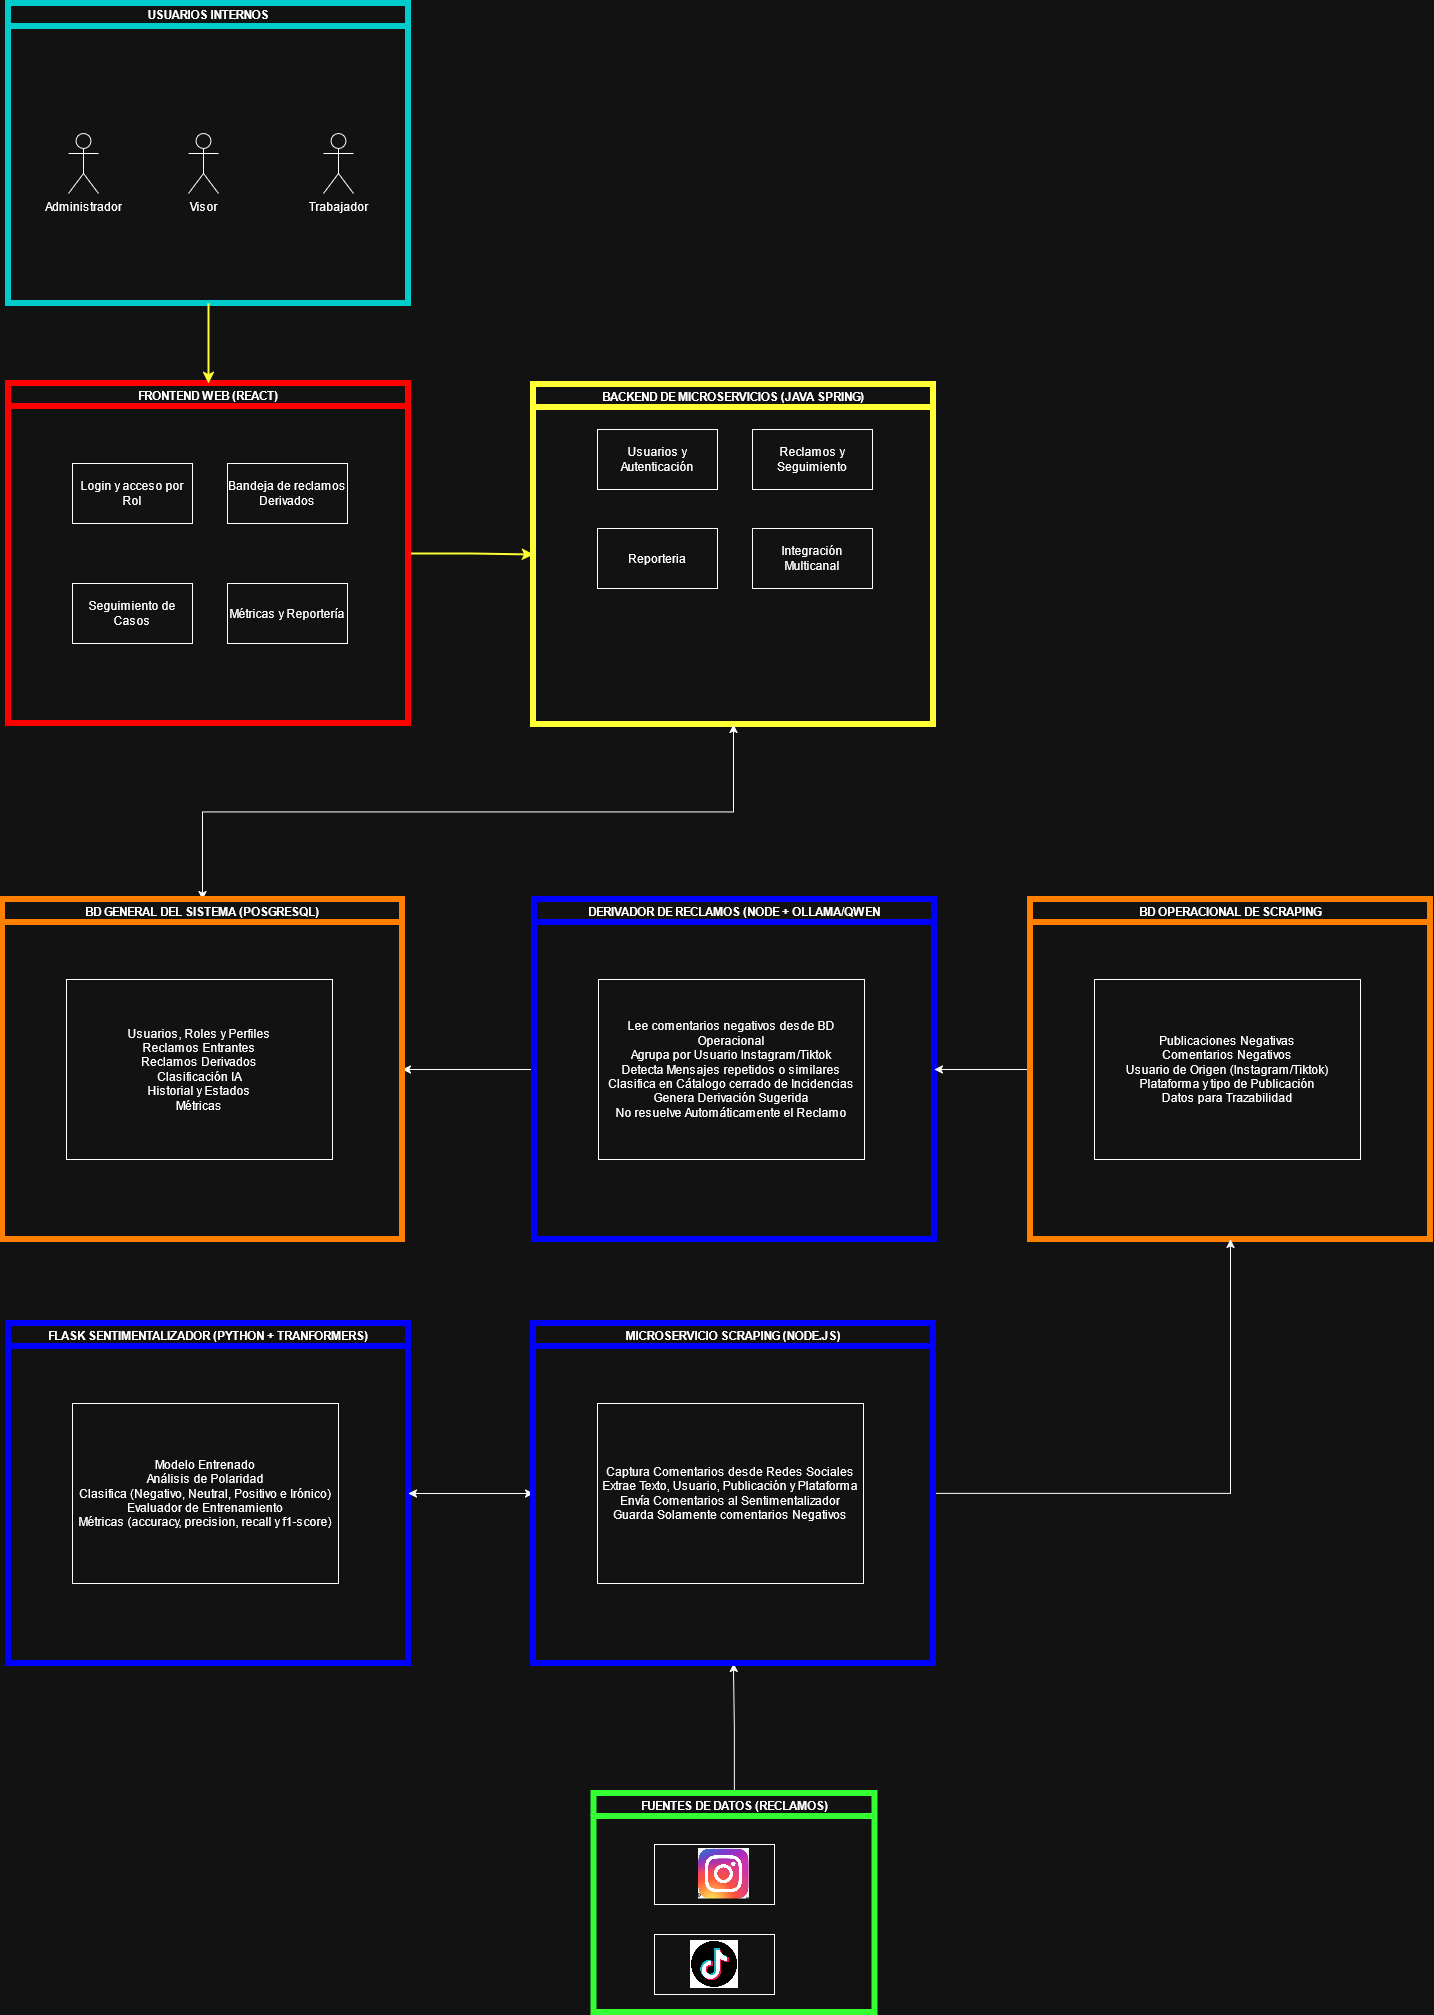 USUARIOS INTERNOS
Administrador
Visor
Trabajador
FRONTEND WEB (REACT)
Login y acceso por
Rol
Bandeja de reclamos
Derivados
Seguimiento de
Casos
Métricas y Reportería
BACKEND DE MICROSERVICIOS (JAVA SPRING)
Usuarios y
Autenticación
Reclamos y
Seguimiento
Reporteria
Integración
Multicanal
BD GENERAL DEL SISTEMA (POSGRESQL)
Usuarios, Roles y Perfiles
Reclamos Entrantes
Reclamos Derivados
Clasificación IA
Historial y Estados
Métricas
DERIVADOR DE RECLAMOS (NODE + OLLAMA/QWEN
Lee comentarios negativos desde BD
Operacional
Agrupa por Usuario Instagram/Tiktok
Detecta Mensajes repetidos o similares
Clasifica en Cátalogo cerrado de Incidencias
Genera Derivación Sugerida
No resuelve Automáticamente el Reclamo
BD OPERACIONAL DE SCRAPING
Publicaciones Negativas
Comentarios Negativos
Usuario de Origen (Instagram/Tiktok)
Plataforma y tipo de Publicación
Datos para Trazabilidad
FLASK SENTIMENTALIZADOR (PYTHON + TRANFORMERS)
Modelo Entrenado
Análisis de Polaridad
Clasifica (Negativo, Neutral, Positivo e Irónico)
Evaluador de Entrenamiento
Métricas (accuracy, precision, recall y f1-score)
MICROSERVICIO SCRAPING (NODE.JS)
Captura Comentarios desde Redes Sociales
Extrae Texto, Usuario, Publicación y Plataforma
Envía Comentarios al Sentimentalizador
Guarda Solamente comentarios Negativos
FUENTES DE DATOS (RECLAMOS)